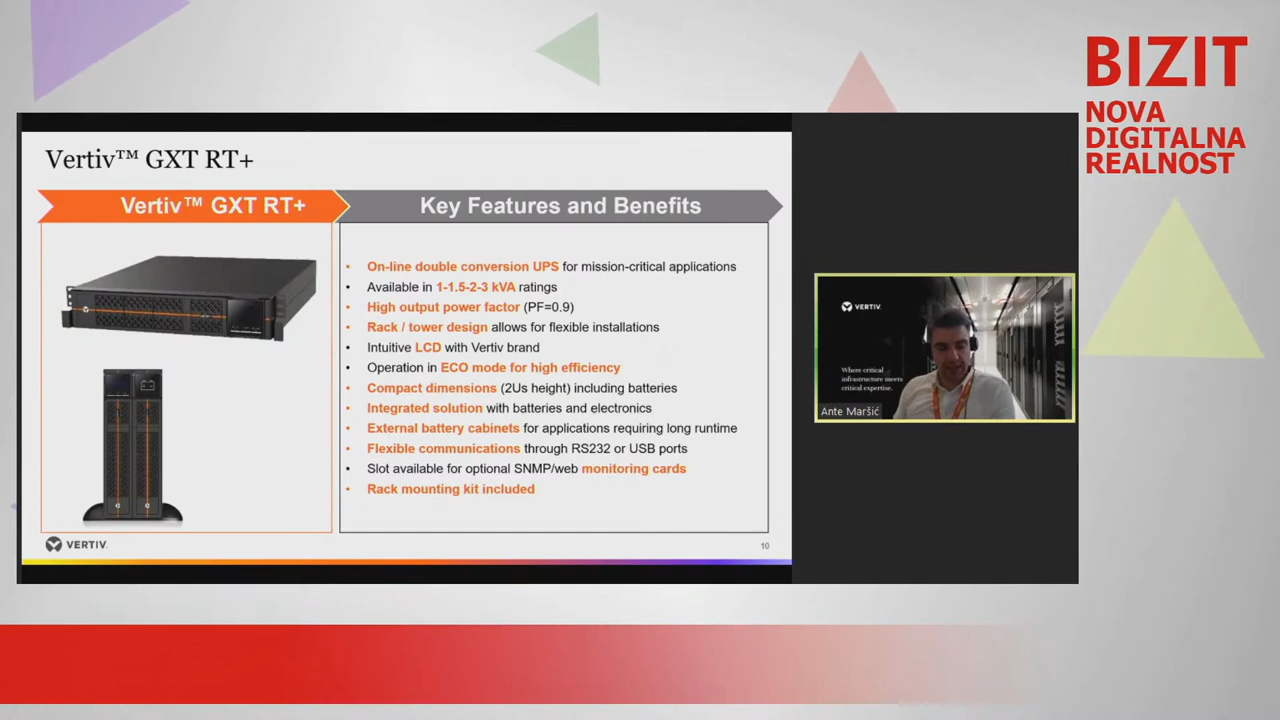 BIZIT
NOVA
DIGITALNA
REALNOST
Vertiv™ GXT RT+
Vertiv™ GXT RT+
Key Features and Benefits
• On-line double conversion UPS for mission-critical applications
• Available in 1-1.5-2-3 kVA ratings
• High output power factor (PF=0.9)
• Rack / tower design allows for flexible installations
• Intuitive LCD with Vertiv brand
• Operation in ECO mode for high efficiency
• Compact dimensions (2Us height) including batteries
• Integrated solution with batteries and electronics
• External battery cabinets for applications requiring long runtime
• Flexible communications through RS232 or USB ports
• Slot available for optional SNMP/web monitoring cards
• Rack mounting kit included
VERTIV.
10
VERTIV.
Where critical
infrastructure meets
critical expertise.
Ante Maršić